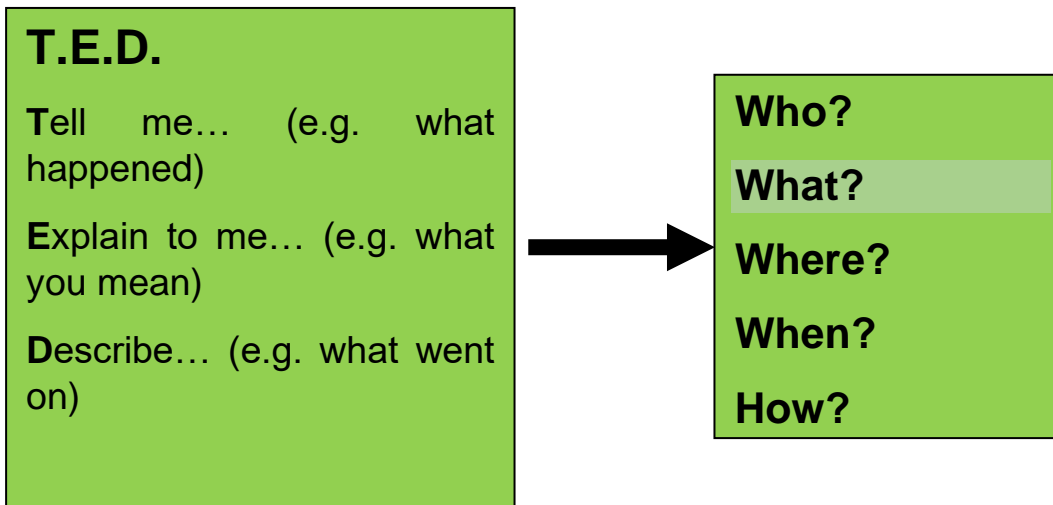 T.E.D.
Tell me… (e.g. what
happened)
Explain to me… (e.g. what
you mean)
Describe… (e.g. what went
on)
Who?
What?
Where?
When?
How?